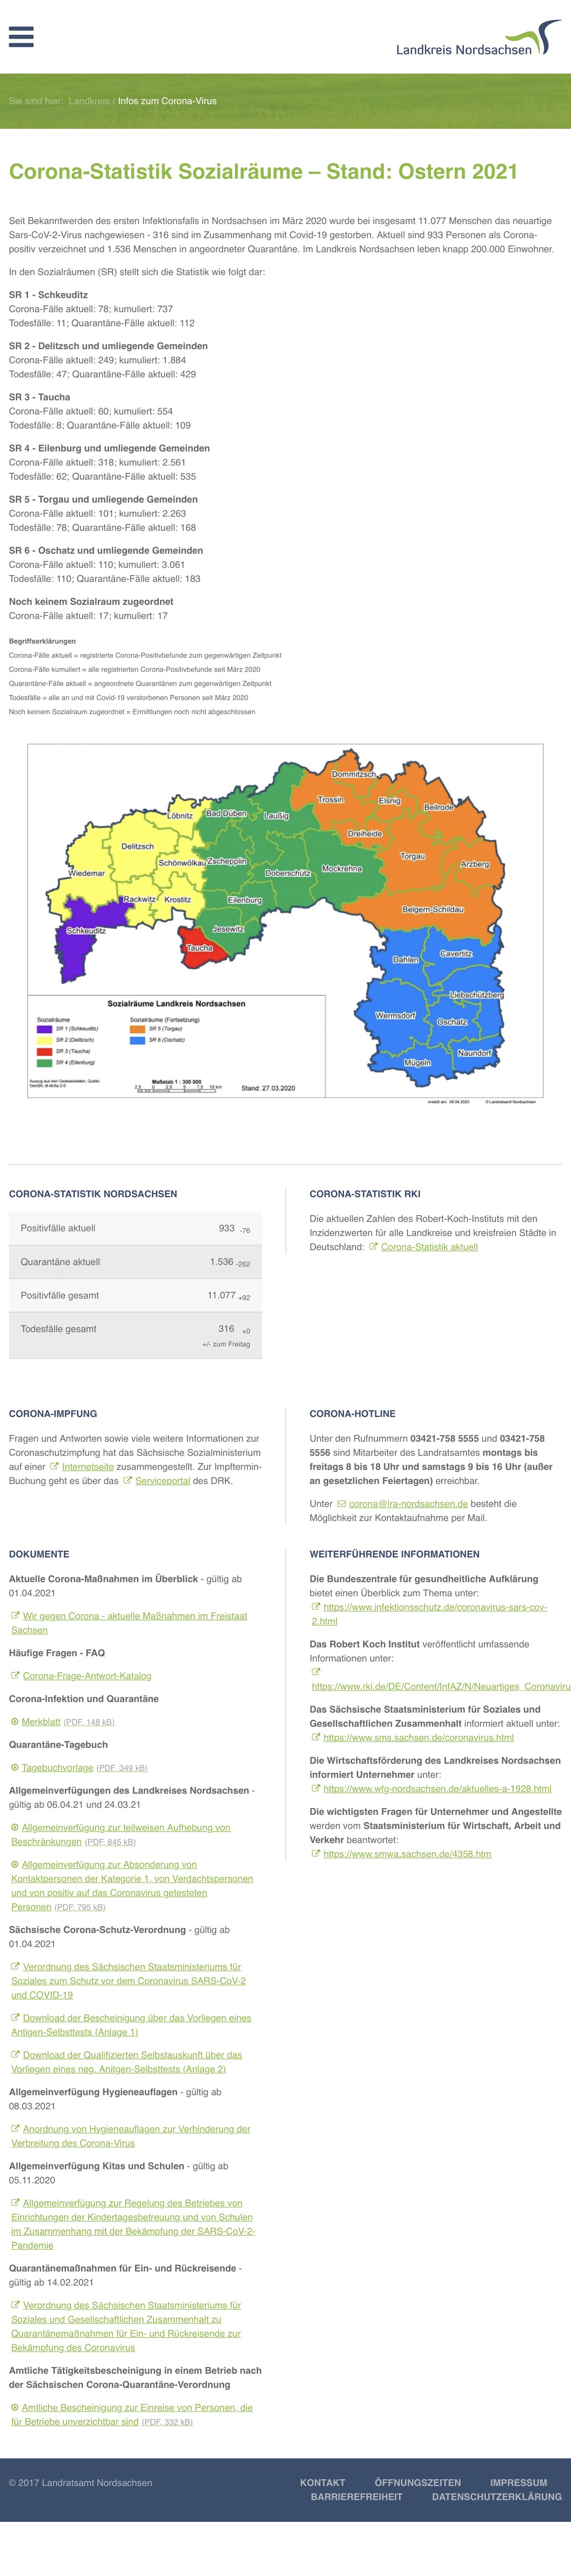 Landkreis Nordsachsen
Sie sind hier: Landkreis / Infos zum Corona-Virus
Corona-Statistik Sozialräume – Stand: Ostern 2021
Seit Bekanntwerden des ersten Infektionsfalls in Nordsachsen im März 2020 wurde bei insgesamt 11.077 Menschen das neuartige
Sars-CoV-2-Virus nachgewiesen - 316 sind im Zusammenhang mit Covid-19 gestorben. Aktuell sind 933 Personen als Corona-
positiv verzeichnet und 1.536 Menschen in angeordneter Quarantäne. Im Landkreis Nordsachsen leben knapp 200.000 Einwohner.
In den Sozialräumen (SR) stellt sich die Statistik wie folgt dar:
SR 1 - Schkeuditz
Corona-Fälle aktuell: 78; kumuliert: 737
Todesfälle: 11; Quarantäne-Fälle aktuell: 112
SR 2 - Delitzsch und umliegende Gemeinden
Corona-Fälle aktuell: 249; kumuliert: 1.884
Todesfälle: 47; Quarantäne-Fälle aktuell: 429
SR 3 - Taucha
Corona-Fälle aktuell: 60; kumuliert: 554
Todesfälle: 8; Quarantäne-Fälle aktuell: 109
SR 4 - Eilenburg und umliegende Gemeinden
Corona-Fälle aktuell: 318; kumuliert: 2.561
Todesfälle: 62; Quarantäne-Fälle aktuell: 535
SR 5 - Torgau und umliegende Gemeinden
Corona-Fälle aktuell: 101; kumuliert: 2.263
Todesfälle: 78; Quarantäne-Fälle aktuell: 168
SR 6 - Oschatz und umliegende Gemeinden
Corona-Fälle aktuell: 110; kumuliert: 3.061
Todesfälle: 110; Quarantäne-Fälle aktuell: 183
Noch keinem Sozialraum zugeordnet
Corona-Fälle aktuell: 17; kumuliert: 17
Begriffserklärungen
Corona-Fälle aktuell = registrierte Corona-Positivbefunde zum gegenwärtigen Zeitpunkt
Corona-Fälle kumuliert = alle registrierten Corona-Positivbefunde seit März 2020
Quarantäne-Fälle aktuell = angeordnete Quarantänen zum gegenwärtigen Zeitpunkt
Todesfälle = alle an und mit Covid-19 verstorbenen Personen seit März 2020
Noch keinem Sozialraum zugeordnet = Ermittlungen noch nicht abgeschlossen
Dommitzsch
Trossin
Elsnig
Beilrode
Löbnitz
Bad Düben
Laußig
Dreiheide
Delitzsch
Torgau
Schönwölkau
Zschepplin
Mockrehna
Arzberg
Wiedemar
Doberschütz
Rackwitz
Krostitz
Eilenburg
Belgern-Schildau
Schkeuditz
Jesewitz
Taucha
Cavertitz
Dahlen
Liebschützberg
Wermsdorf
Oschatz
Naundorf
Mügeln
Sozialräume Landkreis Nordsachsen
Sozialräume
Sozialräume (Fortsetzung)
SR 1 (Schkeuditz)
SR 5 (Torgau)
SR 2 (Delitzsch)
SR 6 (Oschatz)
SR 3 (Taucha)
SR 4 (Eilenburg)
Auszug aus den Geobasisdaten, Quelle:
GeoSN, dl-de/by-2-0
Maßstab 1 : 300 000
2.5 0 2.5 5 7.5 10 km
Stand: 27.03.2020
© Landratsamt Nordsachsen
CORONA-STATISTIK NORDSACHSEN
Positivfälle aktuell 933 -76
Quarantäne aktuell 1.536 -262
Positivfälle gesamt 11.077 +92
Todesfälle gesamt 316 +0
+/- zum Freitag
CORONA-STATISTIK RKI
Die aktuellen Zahlen des Robert-Koch-Instituts mit den
Inzidenzwerten für alle Landkreise und kreisfreien Städte in
Deutschland: Corona-Statistik aktuell
CORONA-IMPFUNG
Fragen und Antworten sowie viele weitere Informationen zur
Coronaschutzimpfung hat das Sächsische Sozialministerium
auf einer Internetseite zusammengestellt. Zur Impftermin-
Buchung geht es über das Serviceportal des DRK.
CORONA-HOTLINE
Unter den Rufnummern 03421-758 5555 und 03421-758
5556 sind Mitarbeiter des Landratsamtes montags bis
freitags 8 bis 18 Uhr und samstags 9 bis 16 Uhr (außer
an gesetzlichen Feiertagen) erreichbar.
Unter corona@lra-nordsachsen.de besteht die
Möglichkeit zur Kontaktaufnahme per Mail.
DOKUMENTE
Aktuelle Corona-Maßnahmen im Überblick - gültig ab
01.04.2021
Wir gegen Corona - aktuelle Maßnahmen im Freistaat
Sachsen
Häufige Fragen - FAQ
Corona-Frage-Antwort-Katalog
Corona-Infektion und Quarantäne
Merkblatt (PDF, 148 kB)
Quarantäne-Tagebuch
Tagebuchvorlage (PDF, 349 kB)
Allgemeinverfügungen des Landkreises Nordsachsen -
gültig ab 06.04.21 und 24.03.21
Allgemeinverfügung zur teilweisen Aufhebung von
Beschränkungen (PDF, 845 kB)
Allgemeinverfügung zur Absonderung von
Kontaktpersonen der Kategorie 1, von Verdachtspersonen
und von positiv auf das Coronavirus getesteten
Personen (PDF, 795 kB)
Sächsische Corona-Schutz-Verordnung - gültig ab
01.04.2021
Verordnung des Sächsischen Staatsministeriums für
Soziales zum Schutz vor dem Coronavirus SARS-CoV-2
und COVID-19
Download der Bescheinigung über das Vorliegen eines
Antigen-Selbsttests (Anlage 1)
Download der Qualifizierten Selbstauskunft über das
Vorliegen eines neg. Anitgen-Selbsttests (Anlage 2)
Allgemeinverfügung Hygieneauflagen - gültig ab
08.03.2021
Anordnung von Hygieneauflagen zur Verhinderung der
Verbreitung des Corona-Virus
Allgemeinverfügung Kitas und Schulen - gültig ab
05.11.2020
Allgemeinverfügung zur Regelung des Betriebes von
Einrichtungen der Kindertagesbetreuung und von Schulen
im Zusammenhang mit der Bekämpfung der SARS-CoV-2-
Pandemie
Quarantänemaßnahmen für Ein- und Rückreisende -
gültig ab 14.02.2021
Verordnung des Sächsischen Staatsministeriums für
Soziales und Gesellschaftlichen Zusammenhalt zu
Quarantänemaßnahmen für Ein- und Rückreisende zur
Bekämpfung des Coronavirus
Amtliche Tätigkeitsbescheinigung in einem Betrieb nach
der Sächsischen Corona-Quarantäne-Verordnung
Amtliche Bescheinigung zur Einreise von Personen, die
für Betriebe unverzichtbar sind (PDF, 332 kB)
WEITERFÜHRENDE INFORMATIONEN
Die Bundeszentrale für gesundheitliche Aufklärung
bietet einen Überblick zum Thema unter:
https://www.infektionsschutz.de/coronavirus-sars-cov-
2.html
Das Robert Koch Institut veröffentlicht umfassende
Informationen unter:
https://www.rki.de/DE/Content/InfAZ/N/Neuartiges_Coronaviru
Das Sächsische Staatsministerium für Soziales und
Gesellschaftlichen Zusammenhalt informiert aktuell unter:
https://www.sms.sachsen.de/coronavirus.html
Die Wirtschaftsförderung des Landkreises Nordsachsen
informiert Unternehmer unter:
https://www.wfg-nordsachsen.de/aktuelles-a-1928.html
Die wichtigsten Fragen für Unternehmer und Angestellte
werden vom Staatsministerium für Wirtschaft, Arbeit und
Verkehr beantwortet:
https://www.smwa.sachsen.de/4358.htm
© 2017 Landratsamt Nordsachsen
KONTAKT ÖFFNUNGSZEITEN IMPRESSUM
BARRIEREFREIHEIT DATENSCHUTZERKLÄRUNG